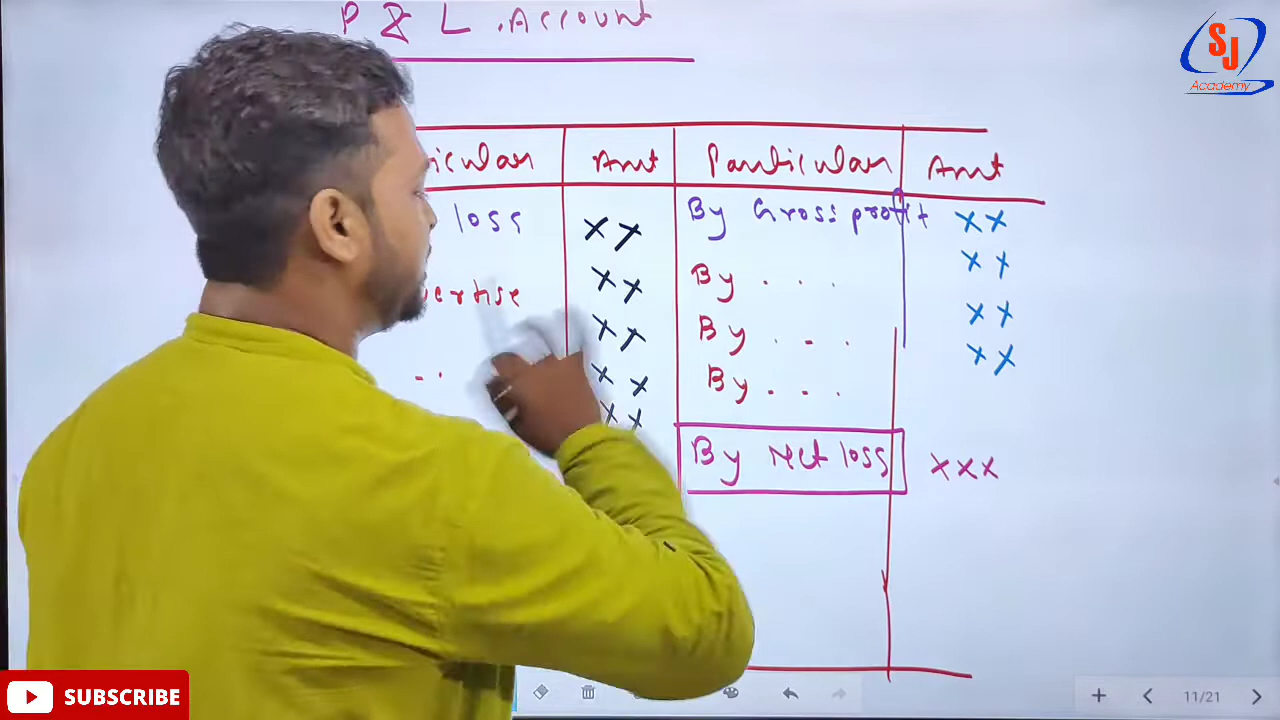 P & L . Account
SJ
Academy
Amt Particular Amt
loss XX By Gross profit XX
XX By . . . XX
XX By . - . XX
XX By . - . XX
XX
By Net loss XXX
SUBSCRIBE
11/21